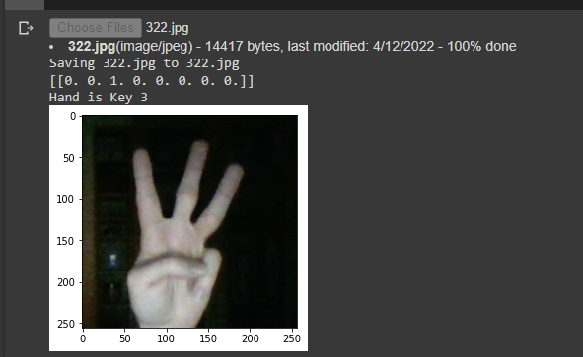 Choose Files 322.jpg
• 322.jpg(image/jpeg) - 14417 bytes, last modified: 4/12/2022 - 100% done
Saving 322.jpg to 322.jpg
[[0. 0. 1. 0. 0. 0. 0. 0.]]
Hand is Key 3
0
50
100
150
200
250
0 50 100 150 200 250